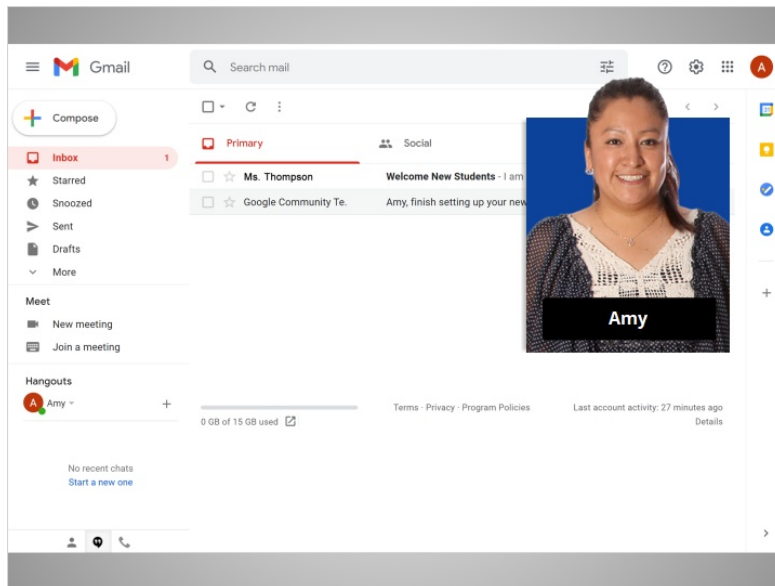 Gmail
Search mail
A
Compose
Primary
Social
Inbox 1
Starred
Snoozed
Sent
Drafts
More
Ms. Thompson Welcome New Students - I am
Google Community Te. Amy, finish setting up your new
Amy
Meet
New meeting
Join a meeting
Hangouts
A Amy
0 GB of 15 GB used
Terms · Privacy · Program Policies
Last account activity: 27 minutes ago
Details
No recent chats
Start a new one